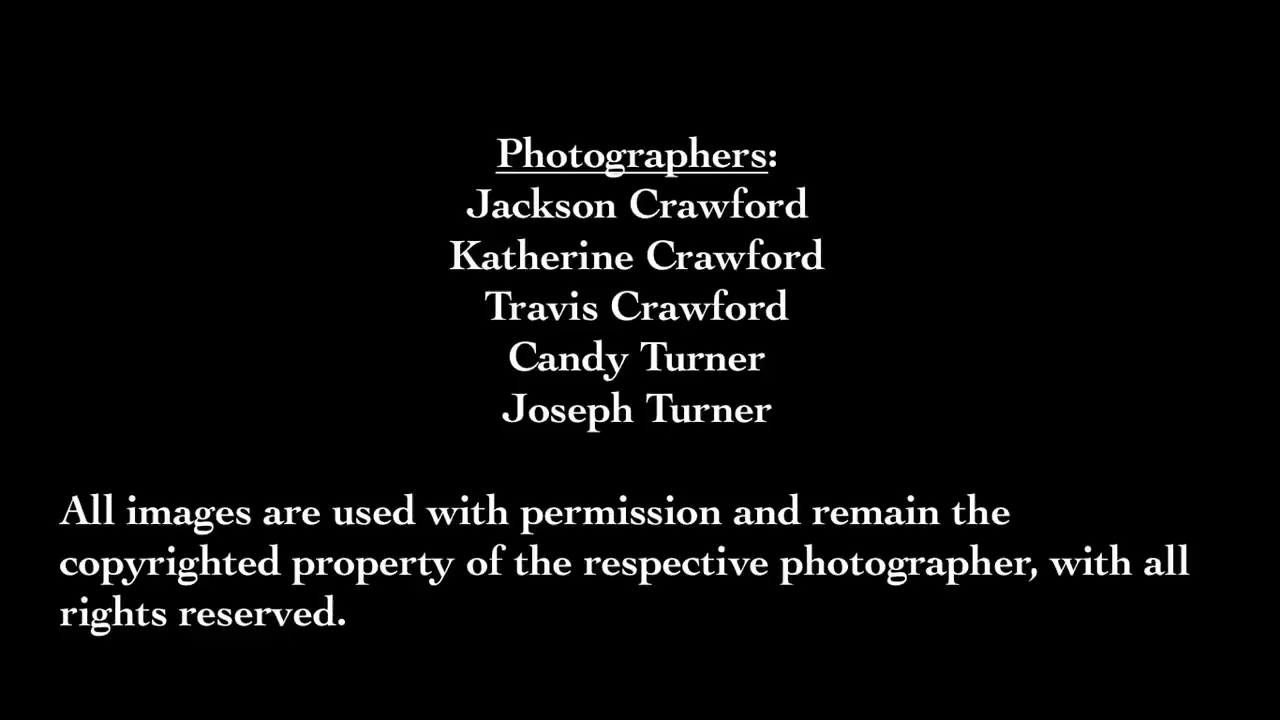 Photographers:
Jackson Crawford
Katherine Crawford
Travis Crawford
Candy Turner
Joseph Turner
All images are used with permission and remain the
copyrighted property of the respective photographer, with all
rights reserved.